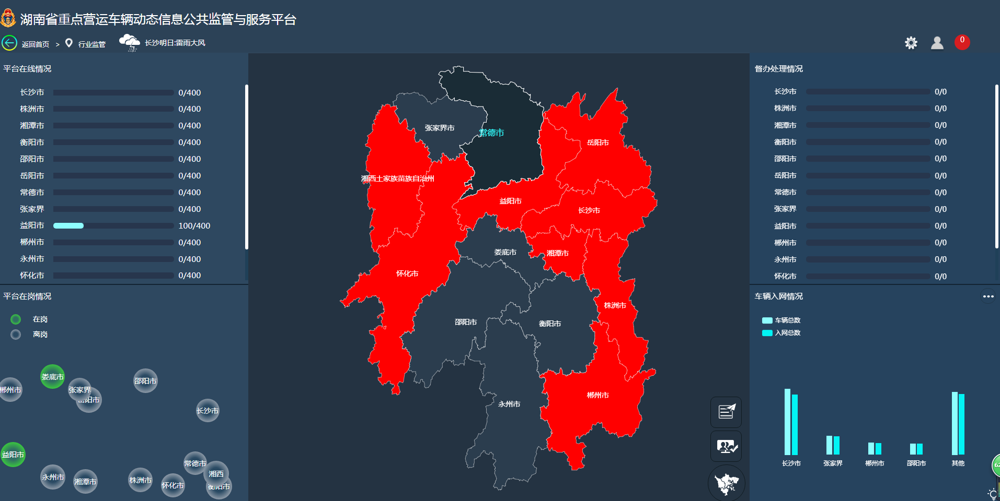 湖南省重点营运车辆动态信息公共监管与服务平台
返回首页 > 行业监管 长沙明日:雷雨大风
0
平台在线情况
长沙市 0/400
株洲市 0/400
湘潭市 0/400
衡阳市 0/400
邵阳市 0/400
岳阳市 0/400
常德市 0/400
张家界 0/400
益阳市 100/400
郴州市 0/400
永州市 0/400
怀化市 0/400
平台在岗情况
在岗
离岗
娄底市
邵阳市
郴州市
张家界
岳阳市
长沙市
益阳市
常德市
湘西
永州市
湘潭市
株洲市
怀化市
衡阳市
张家界市
常德市
岳阳市
湘西土家族苗族自治州
益阳市
长沙市
娄底市
湘潭市
怀化市
株洲市
邵阳市
衡阳市
郴州市
永州市
督办处理情况
长沙市 0/0
株洲市 0/0
湘潭市 0/0
衡阳市 0/0
邵阳市 0/0
岳阳市 0/0
常德市 0/0
张家界 0/0
益阳市 0/0
郴州市 0/0
永州市 0/0
怀化市 0/0
车辆入网情况
车辆总数
入网总数
长沙市 张家界 郴州市 邵阳市 其他